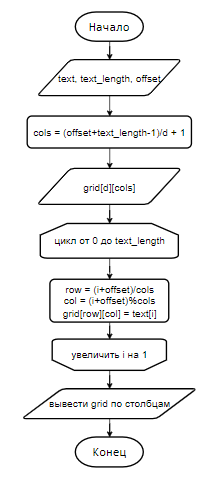 Начало
text, text_length, offset
cols = (offset+text_length-1)/d + 1
grid[d][cols]
цикл от 0 до text_length
row = (i+offset)/cols
col = (i+offset)%cols
grid[row][col] = text[i]
увеличить i на 1
вывести grid по столбцам
Конец